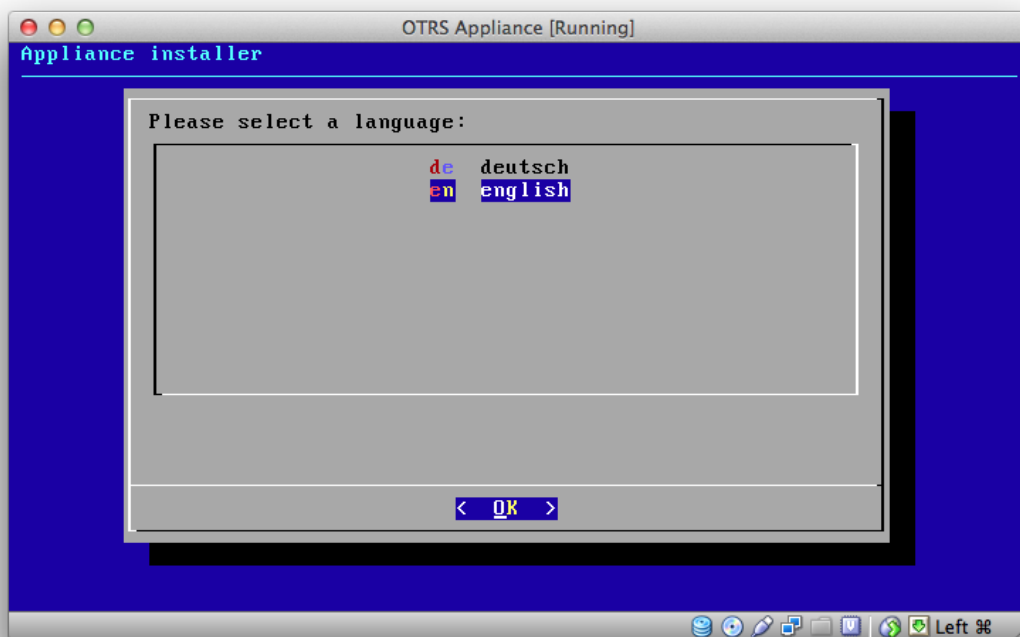 OTRS Appliance [Running]
Appliance installer
Please select a language:
de deutsch
en english
< OK >
Left ⌘